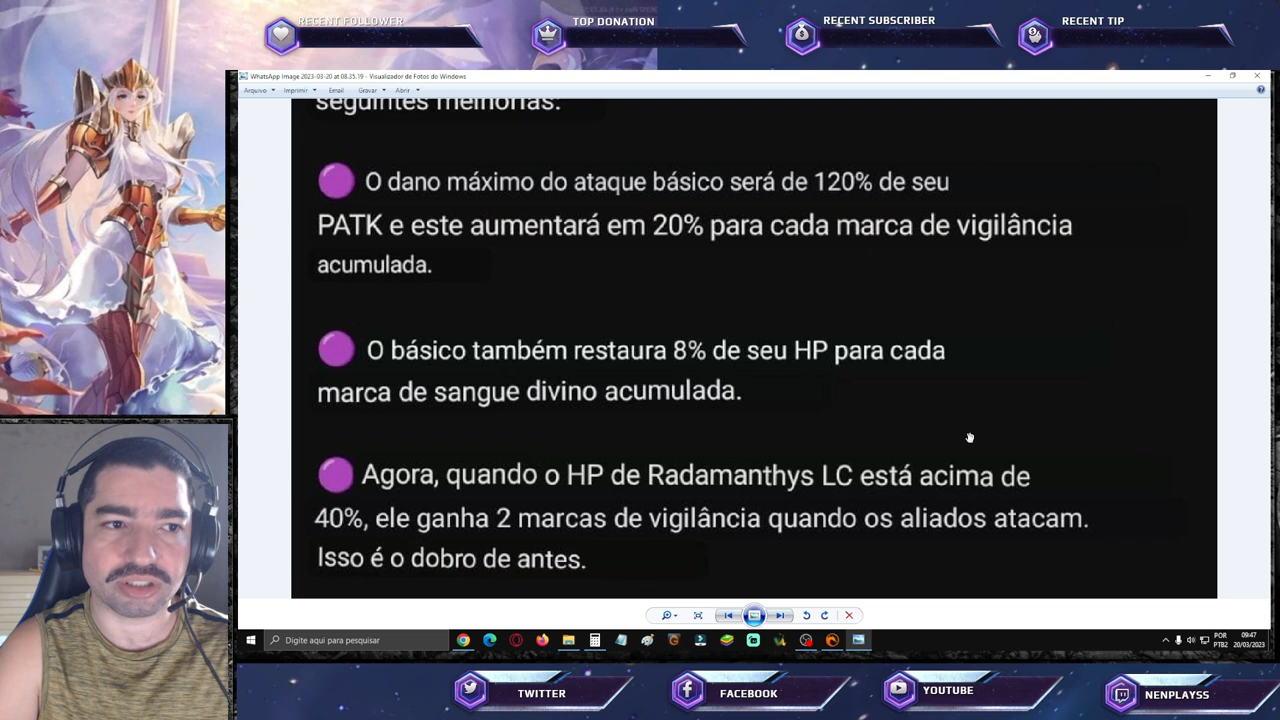 RECENT FOLLOWER
TOP DONATION
RECENT SUBSCRIBER
RECENT TIP
WhatsApp Image 2023-03-20 at 08.35.19 - Visualizador de Fotos do Windows
Arquivo Imprimir Email Gravar Abrir
seguintes melhorias:
O dano máximo do ataque básico será de 120% de seu
PATK e este aumentará em 20% para cada marca de vigilância
acumulada.
O básico também restaura 8% de seu HP para cada
marca de sangue divino acumulada.
Agora, quando o HP de Radamanthys LC está acima de
40%, ele ganha 2 marcas de vigilância quando os aliados atacam.
Isso é o dobro de antes.
Digite aqui para pesquisar
POR
PTB2
09:47
20/03/2023
TWITTER
FACEBOOK
YOUTUBE
NENPLAYSS